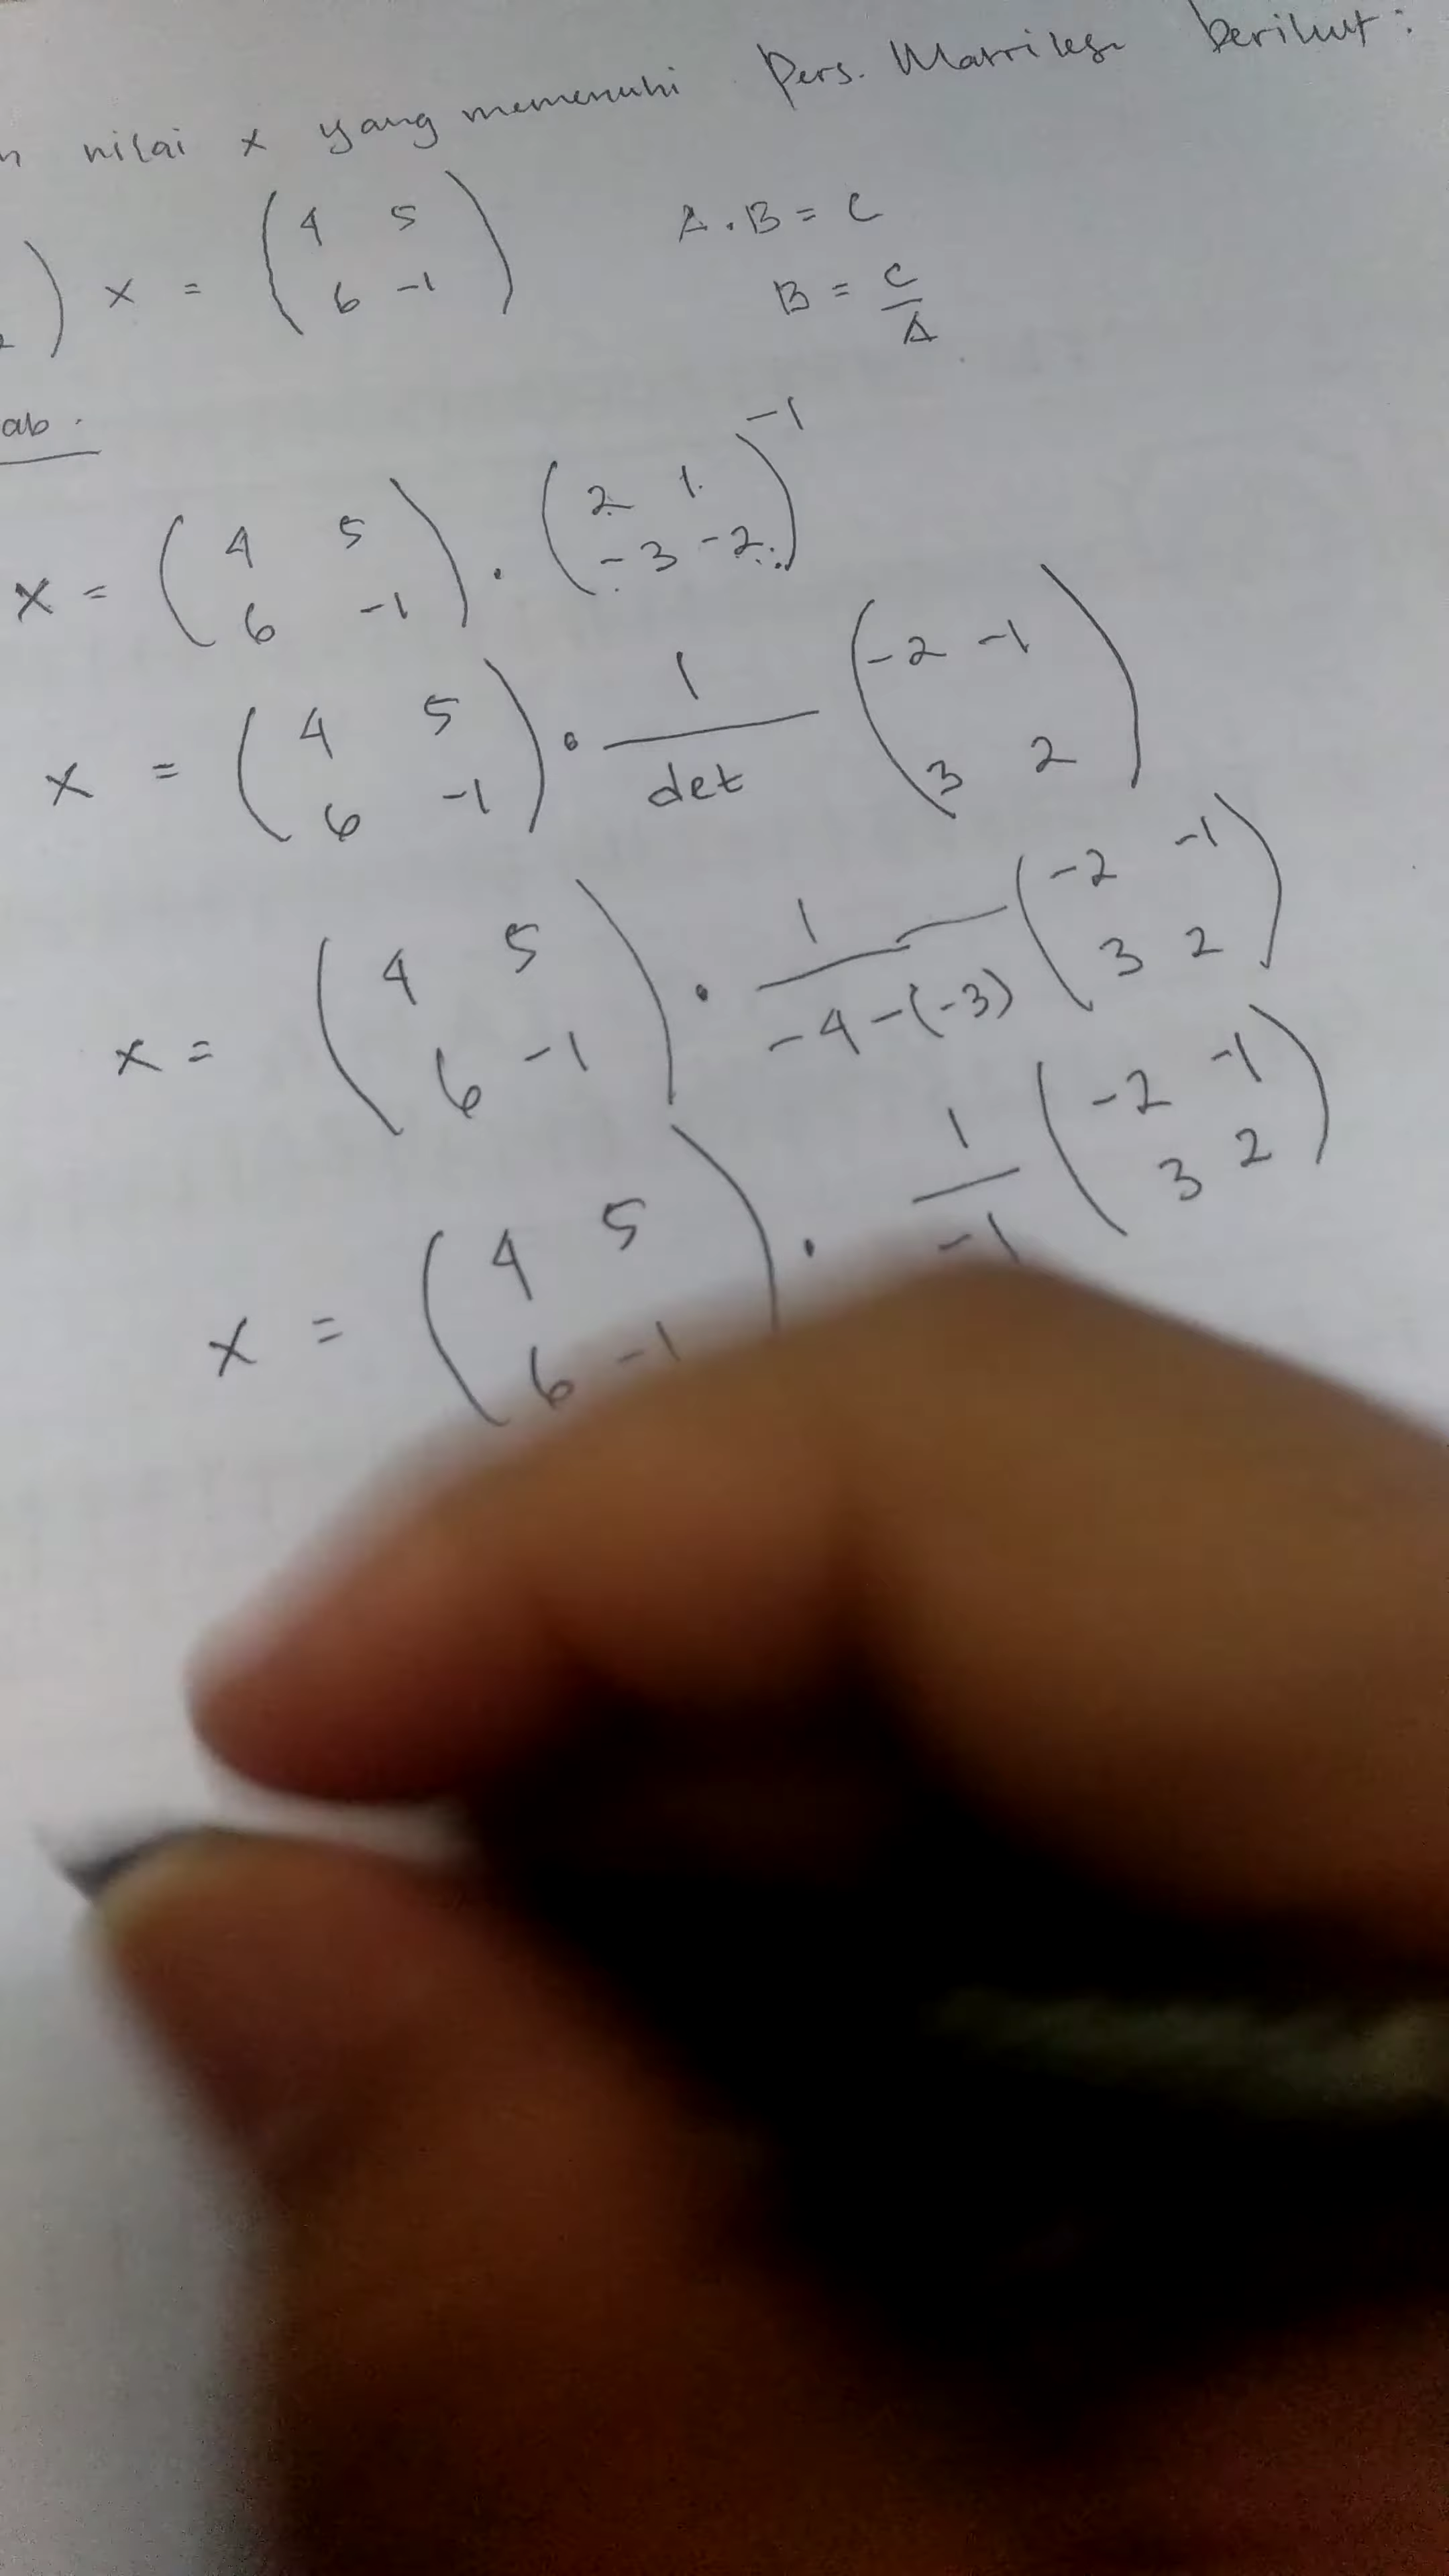 nilai x yang memenuhi Pers. Matriks berikut:
) x = ( 4 5 A . B = C
6 -1 ) B = C / A
ab.
x = ( 4 5 6 -1 ) . ( 2 1 -3 -2 ) -1
x = ( 4 5 6 -1 ) . 1 / det ( -2 -1 3 2 )
x = ( 4 5 6 -1 ) . 1 / -4-(-3) ( -2 -1 3 2 )
x = ( 4 5 6 -1 ) . 1 / -1 ( -2 -1 3 2 )